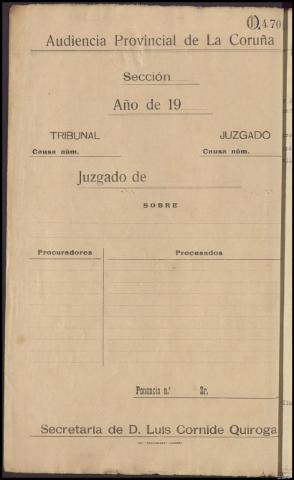 (1).470
Audiencia Provincial de La Coruña
Sección
Año de 19
TRIBUNAL JUZGADO
Causa núm. Causa núm.
Juzgado de
SOBRE
Procuradores Procesados
Ponencia n.º Sr.
Secretaría de D. Luis Cornide Quiroga